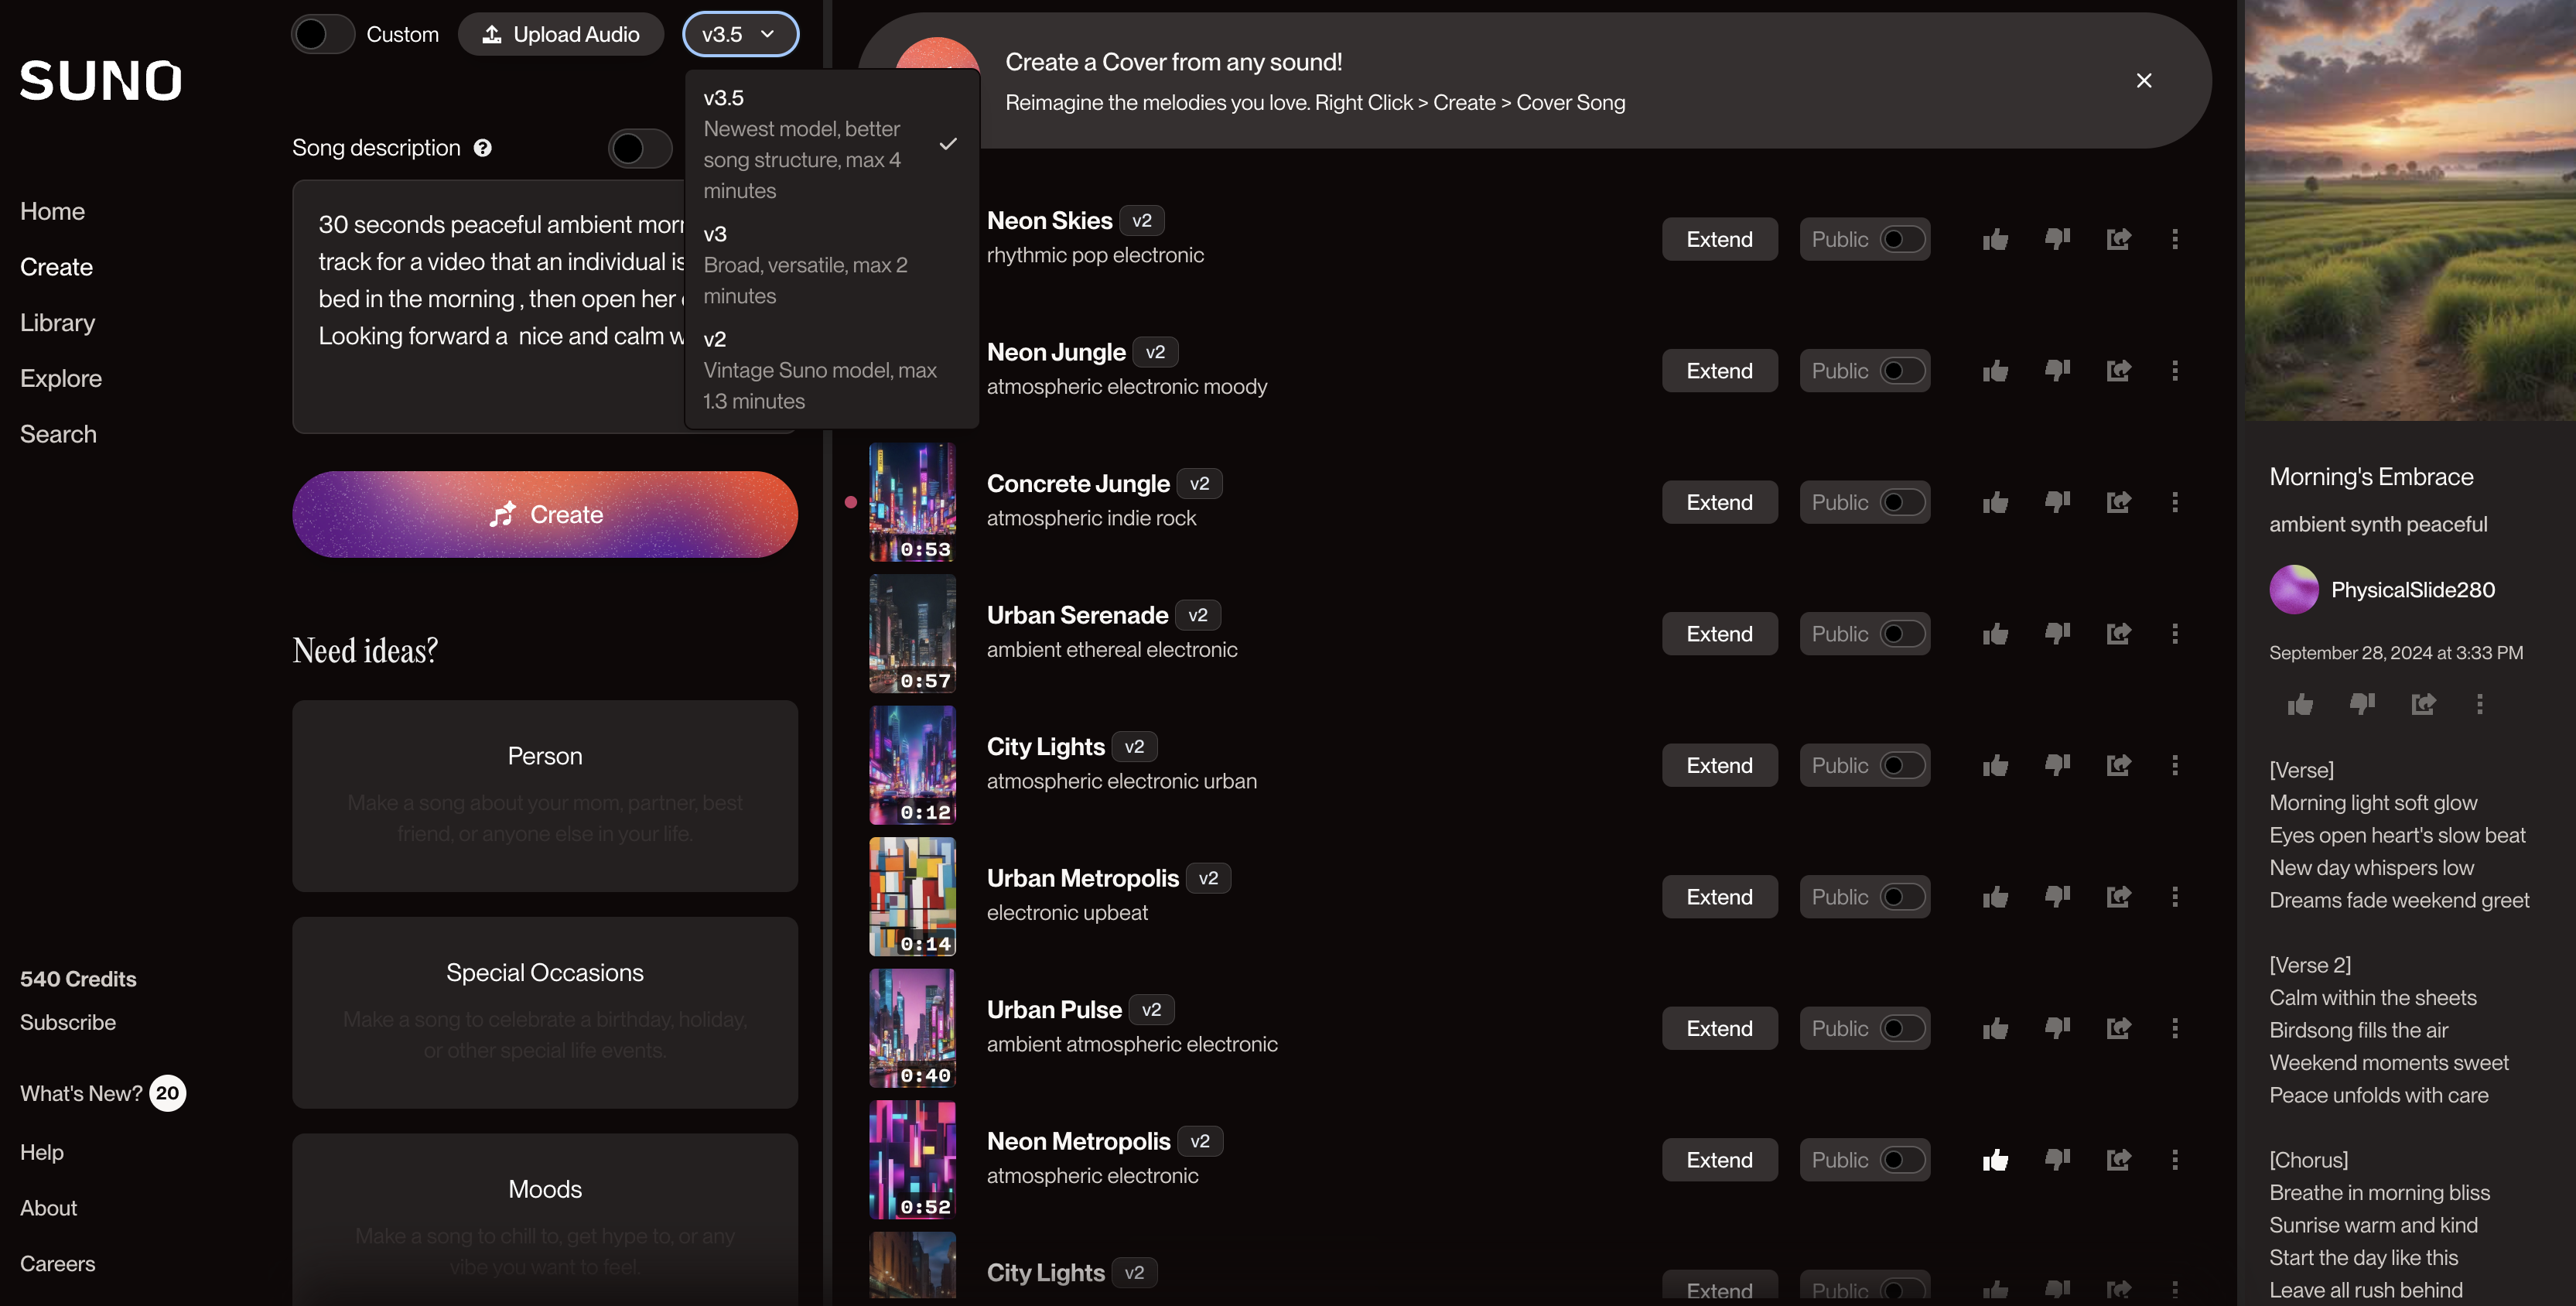 SUNO
Home
Create
Library
Explore
Search
540 Credits
Subscribe
What's New? 20
Help
About
Careers
Custom
Upload Audio
v3.5
v3.5
Newest model, better
song structure, max 4
minutes
v3
Broad, versatile, max 2
minutes
v2
Vintage Suno model, max
1.3 minutes
Song description ?
30 seconds peaceful ambient
track for a video that an individual
bed in the morning , then open her
Looking forward a  nice and calm
Create
Need ideas?
Person
Make a song about your mom, partner, best
friend, or anyone else in your life.
Special Occasions
Make a song to celebrate a birthday, holiday,
or other special life events.
Moods
Make a song to chill to, get hype to, or any
vibe you want to feel.
Create a Cover from any sound!
Reimagine the melodies you love. Right Click > Create > Cover Song
Neon Skies v2
rhythmic pop electronic
Extend Public
Neon Jungle v2
atmospheric electronic moody
Extend Public
0:53
Concrete Jungle v2
atmospheric indie rock
Extend Public
0:57
Urban Serenade v2
ambient ethereal electronic
Extend Public
0:12
City Lights v2
atmospheric electronic urban
Extend Public
0:14
Urban Metropolis v2
electronic upbeat
Extend Public
0:40
Urban Pulse v2
ambient atmospheric electronic
Extend Public
0:52
Neon Metropolis v2
atmospheric electronic
Extend Public
City Lights v2
Extend Public
Morning's Embrace
ambient synth peaceful
PhysicalSlide280
September 28, 2024 at 3:33 PM
[Verse]
Morning light soft glow
Eyes open heart's slow beat
New day whispers low
Dreams fade weekend greet
[Verse 2]
Calm within the sheets
Birdsong fills the air
Weekend moments sweet
Peace unfolds with care
[Chorus]
Breathe in morning bliss
Sunrise warm and kind
Start the day like this
Leave all rush behind